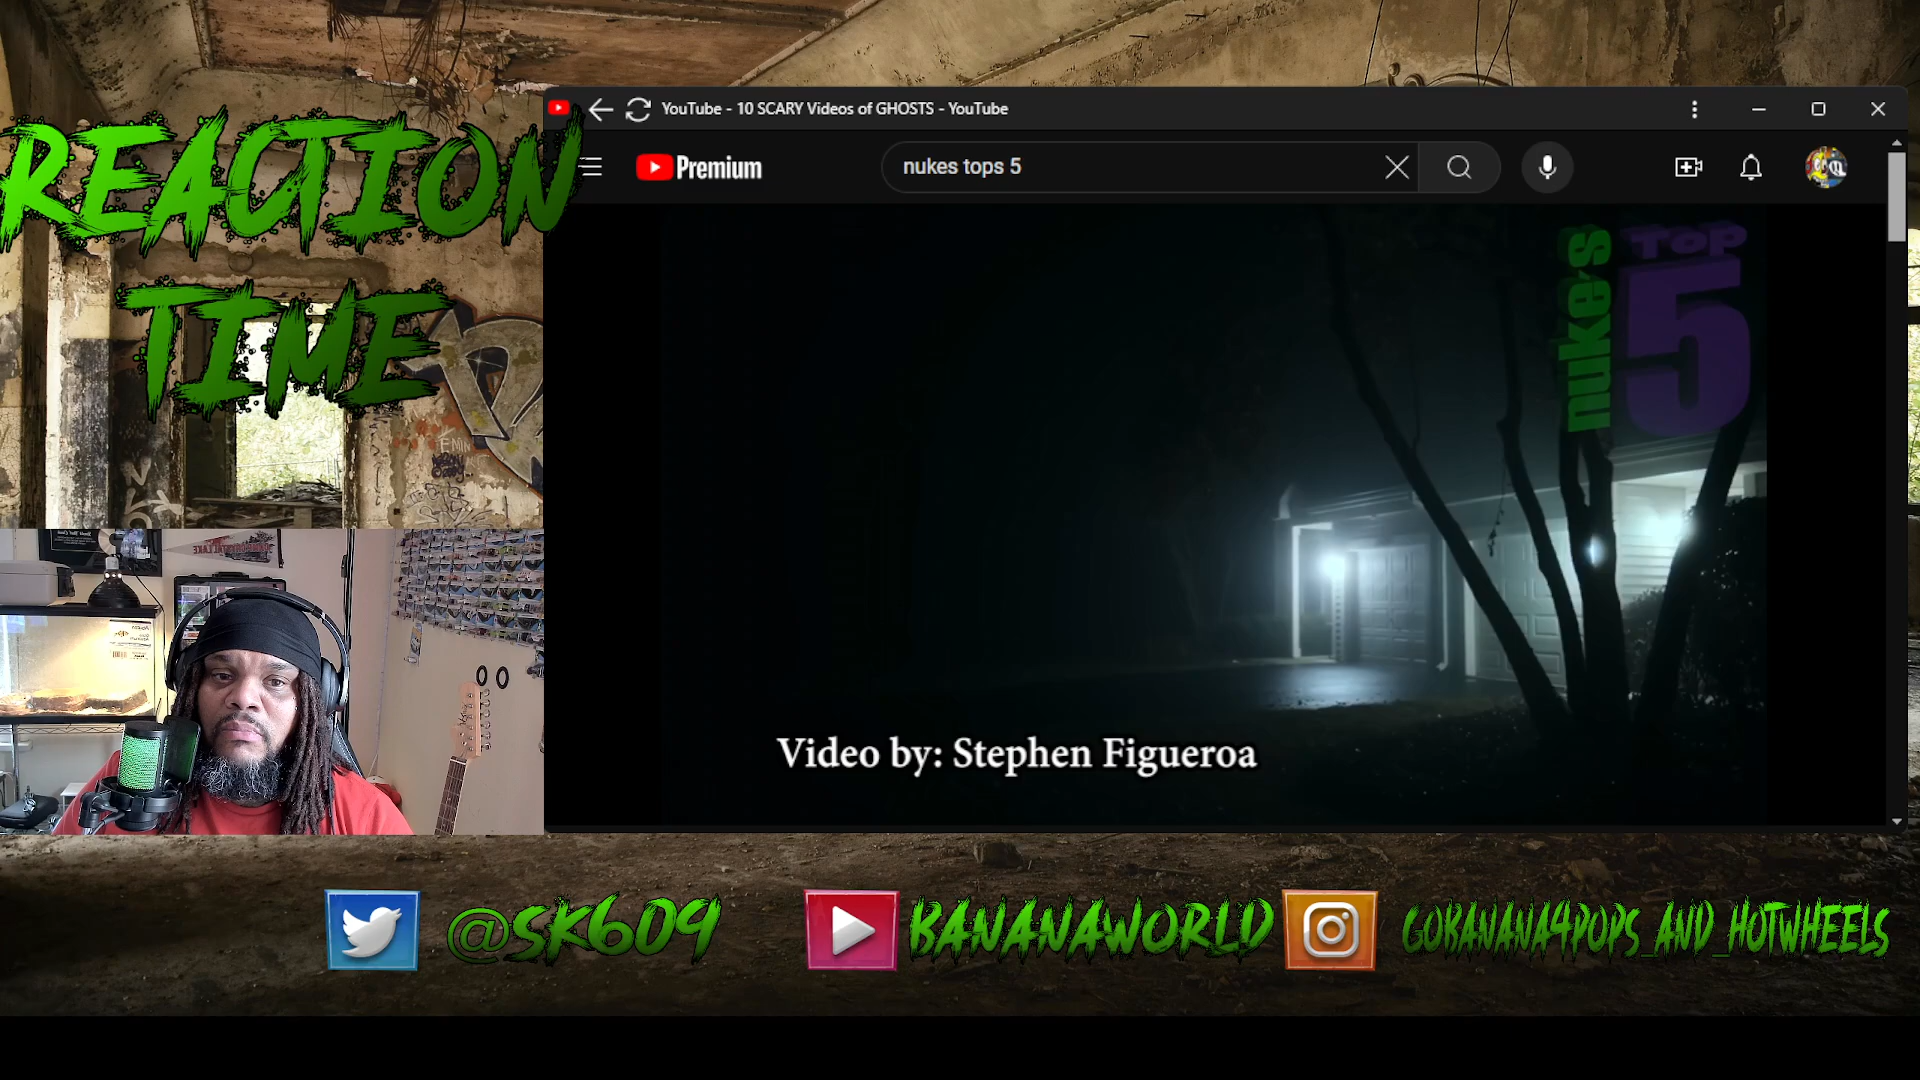 REACTION
TIME
YouTube - 10 SCARY Videos of GHOSTS - YouTube
Premium
nukes tops 5
nuke's
Top
5
Video by: Stephen Figueroa
@SK609
BANANAWORLD
GOBANANA4POPS_AND_HOTWHEELS